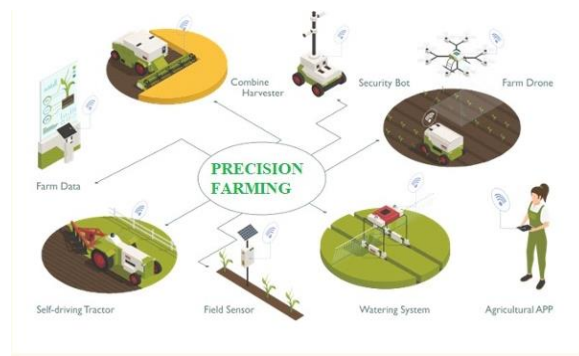 Combine
Harvester
Security Bot
Farm Drone
Farm Data
PRECISION
FARMING
Self-driving Tractor
Field Sensor
Watering System
Agricultural APP